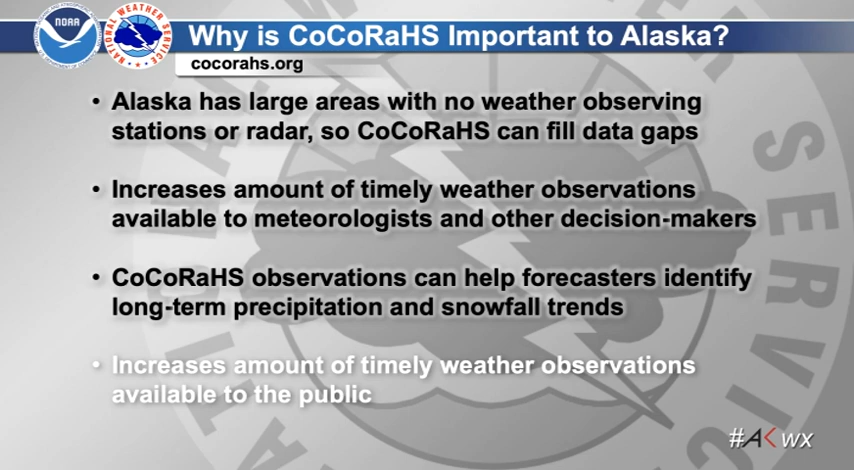 NOAA
NATIONAL WEATHER SERVICE
Why is CoCoRaHS Important to Alaska?
cocorahs.org
• Alaska has large areas with no weather observing
stations or radar, so CoCoRaHS can fill data gaps
• Increases amount of timely weather observations
available to meteorologists and other decision-makers
• CoCoRaHS observations can help forecasters identify
long-term precipitation and snowfall trends
• Increases amount of timely weather observations
available to the public
#AKwx